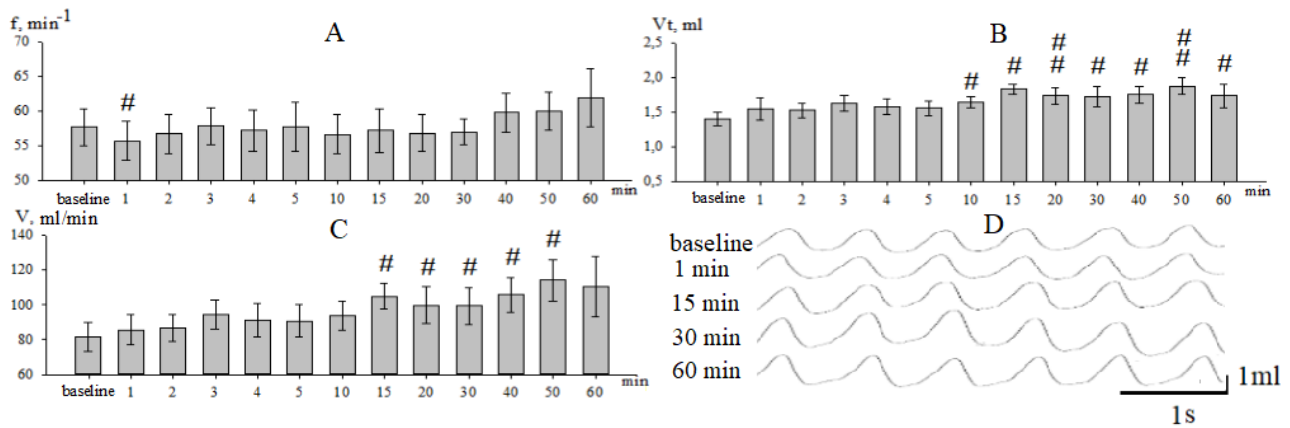 f, min-1
A
70
65
60
55
50
#
baseline 1 2 3 4 5 10 15 20 30 40 50 60 min
Vt, ml
B
2,5
2,0
1,5
1,0
0,5
# # ## # # ## #
baseline 1 2 3 4 5 10 15 20 30 40 50 60 min
V, ml/min
C
140
120
100
80
60
# # # # #
baseline 1 2 3 4 5 10 15 20 30 40 50 60 min
D
baseline
1 min
15 min
30 min
60 min
1ml
1s